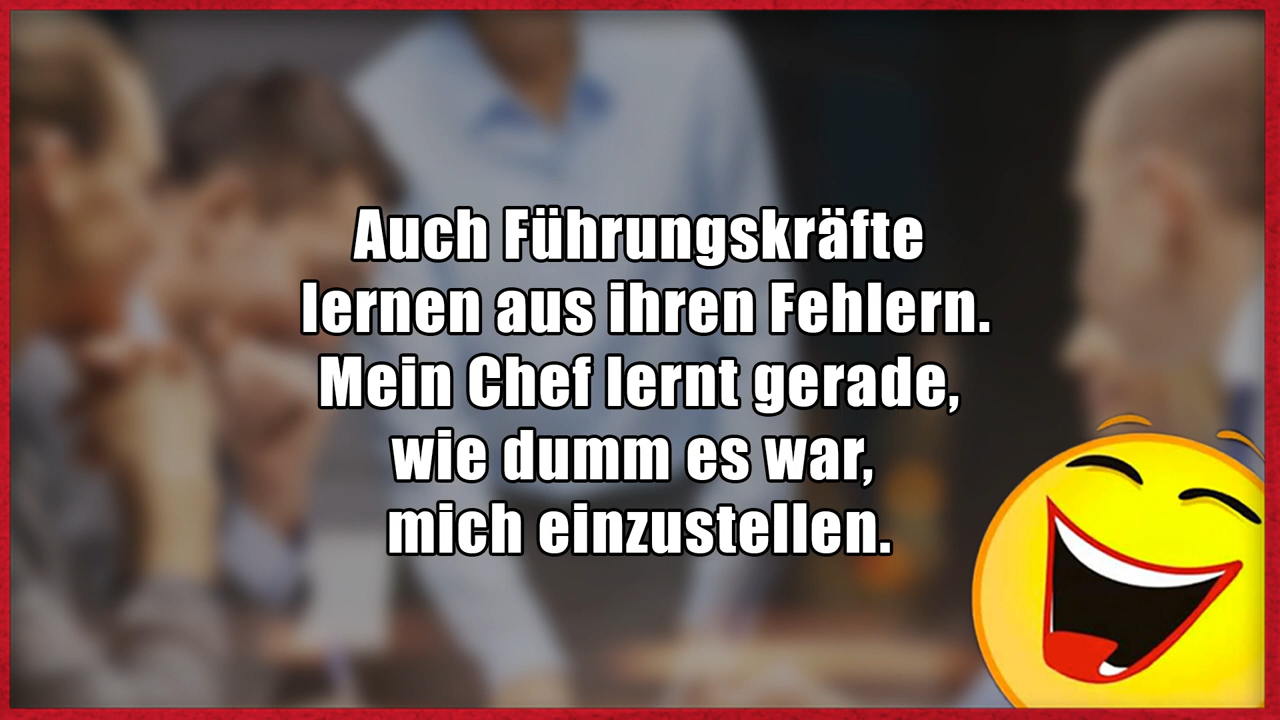 Auch Führungskräfte
lernen aus ihren Fehlern.
Mein Chef lernt gerade,
wie dumm es war,
mich einzustellen.